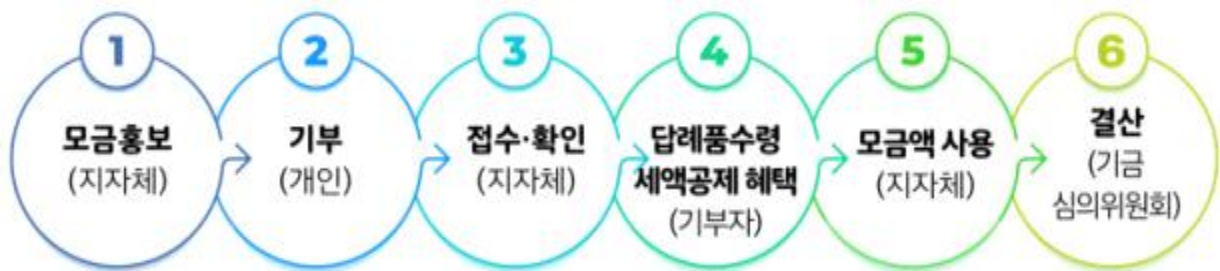 1
모금홍보
(지자체)
2
기부
(개인)
3
접수·확인
(지자체)
4
답례품수령
세액공제 혜택
(기부자)
5
모금액 사용
(지자체)
6
결산
(기금
심의위원회)